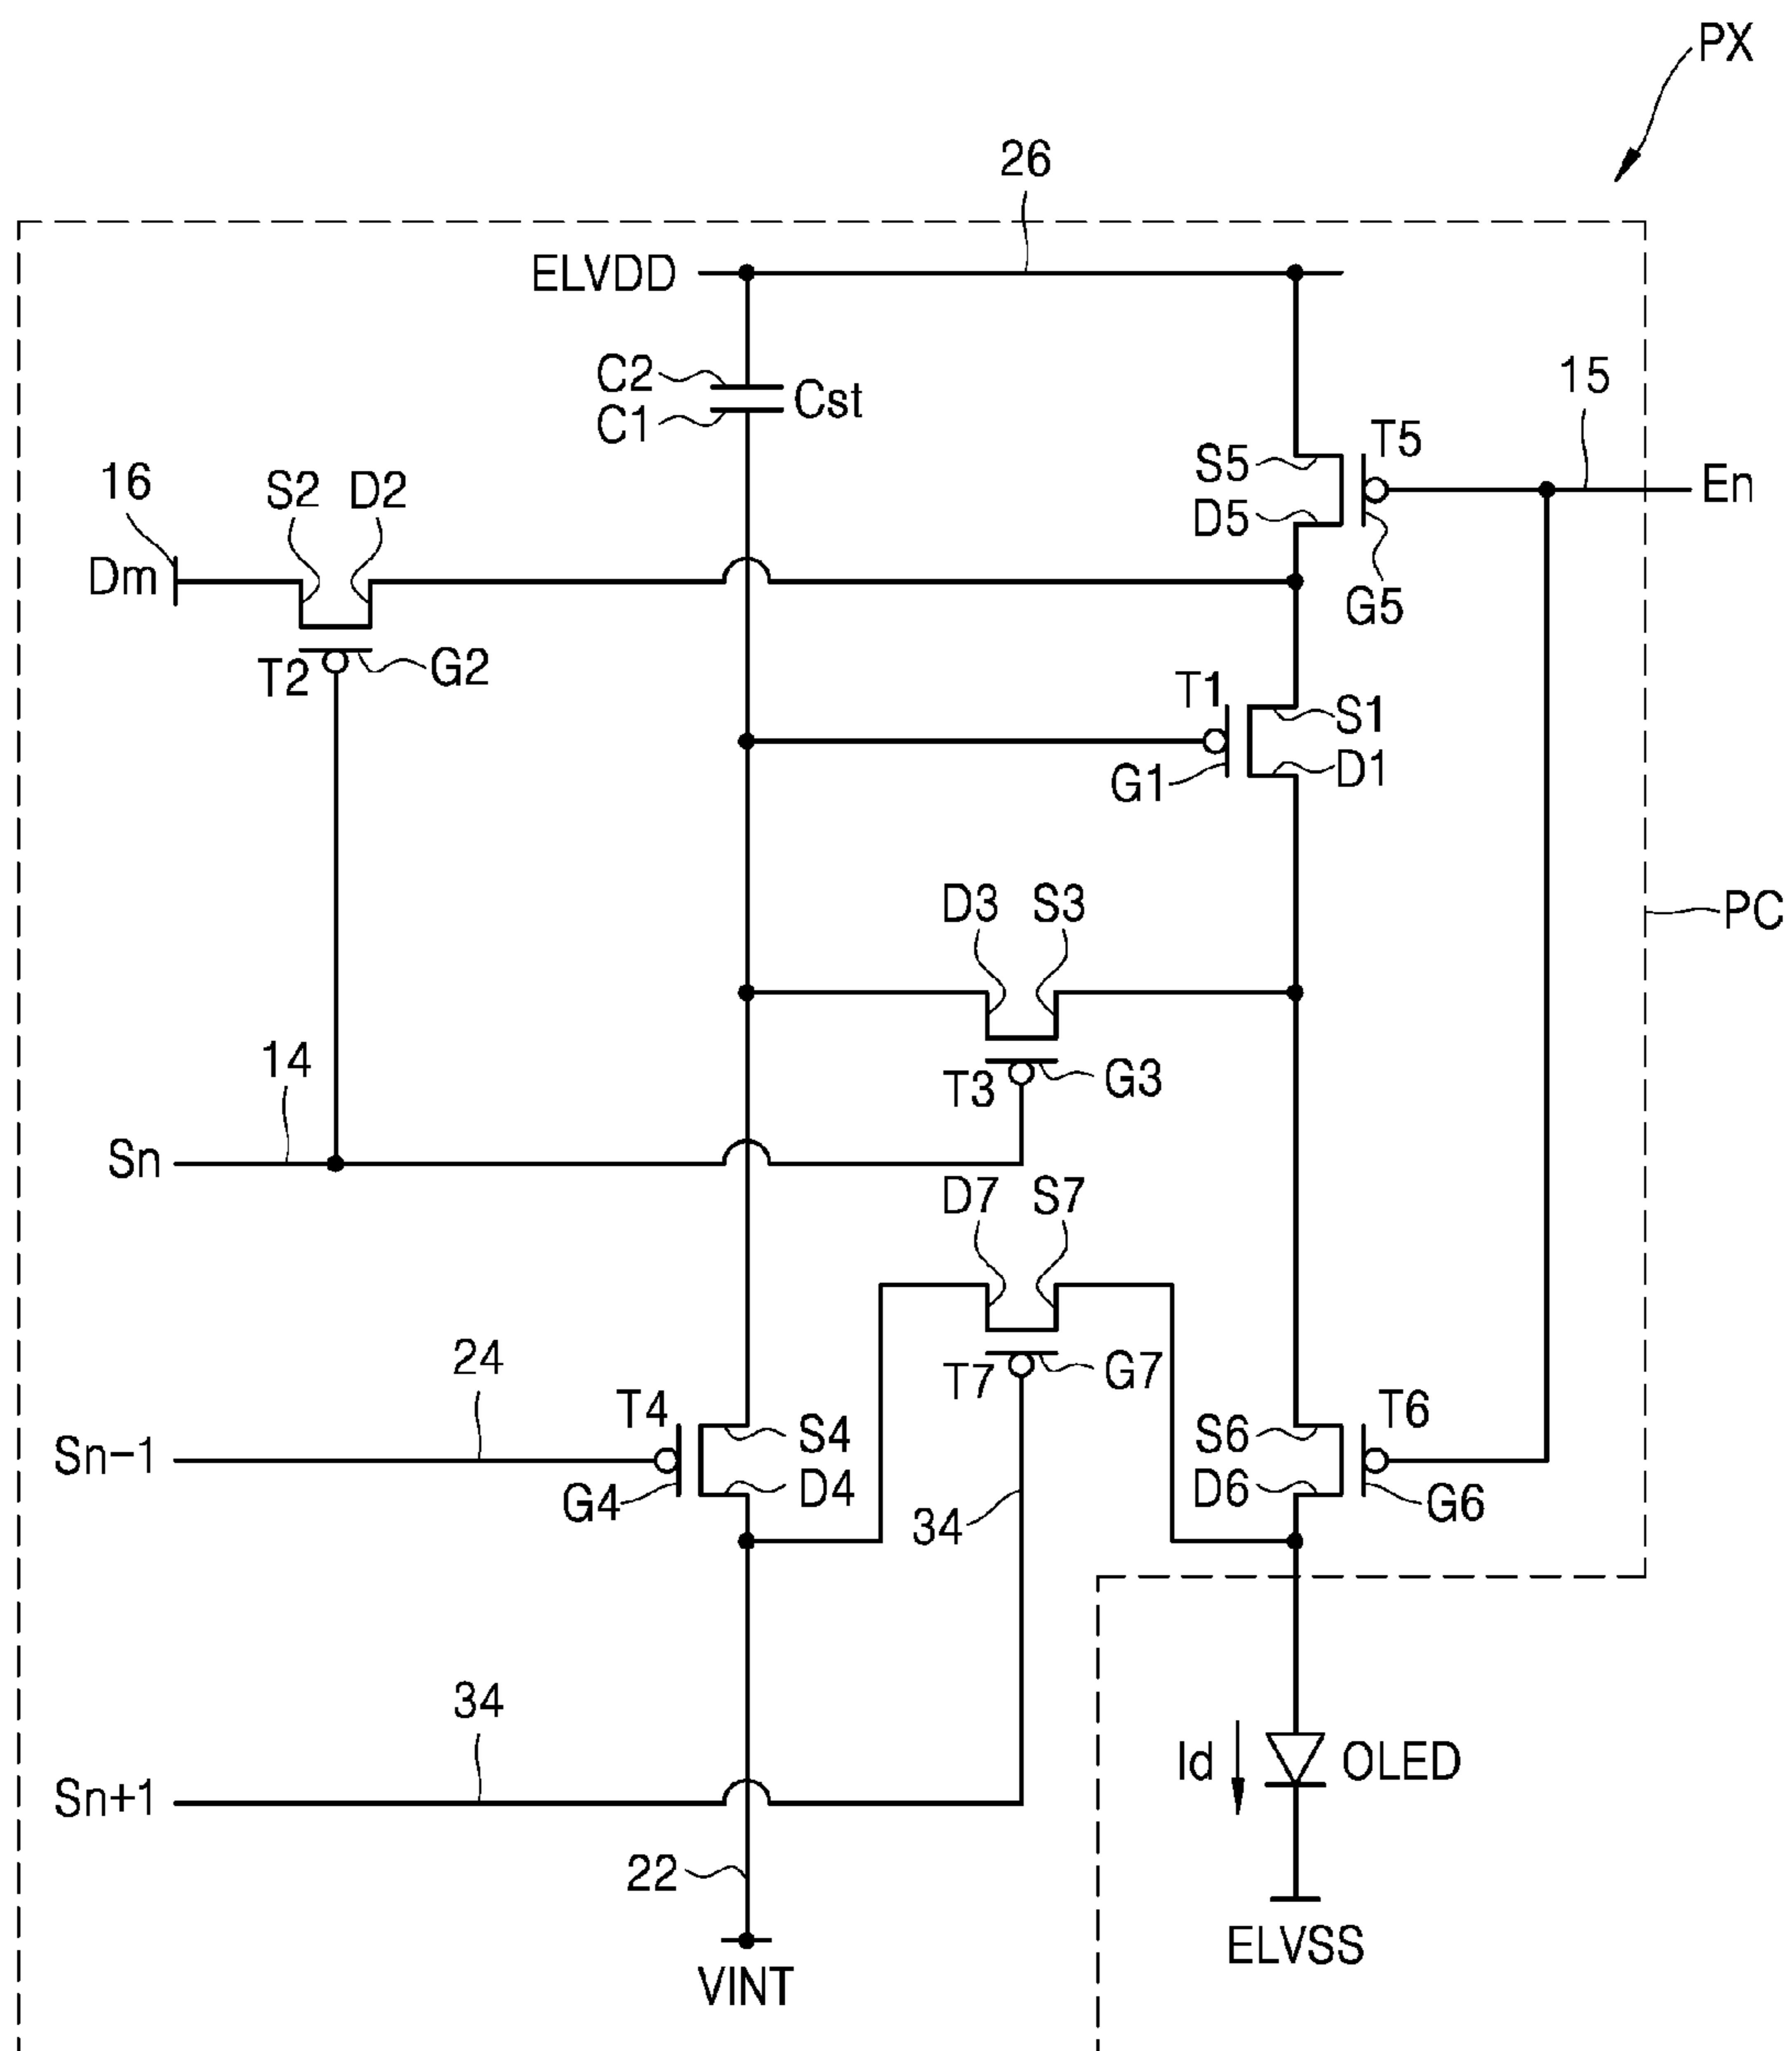 PX
26
ELVDD
C2
Cst
C1
15
T5
S5
En
16
S2
D2
D5
Dm
G5
T2
G2
T1
S1
G1
D1
D3
S3
PC
14
T3
G3
Sn
D7
S7
24
T7
G7
T4
T6
Sn-1
S4
S6
G4
D4
D6
G6
34
34
Sn+1
Id
OLED
22
ELVSS
VINT